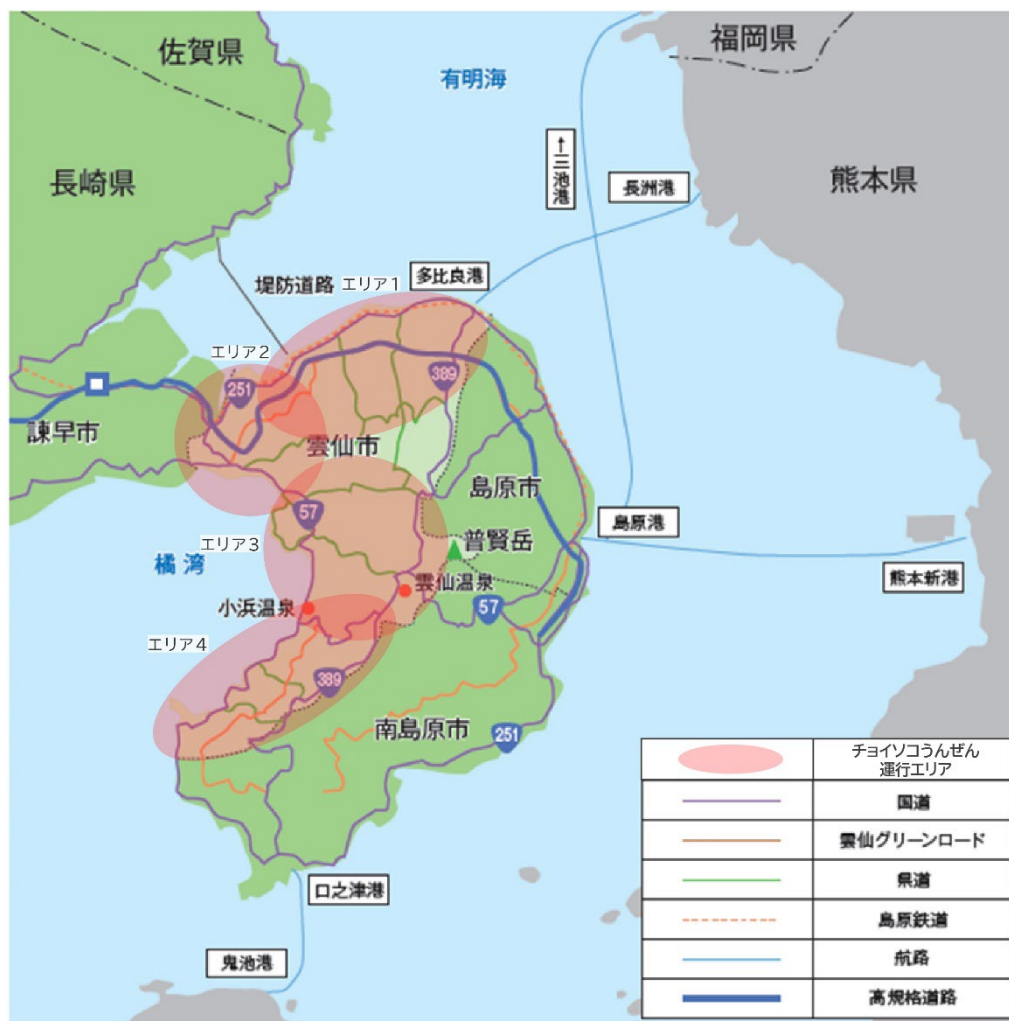 佐賀県
福岡県
有明海
長崎県
↑三池港
長洲港
熊本県
堤防道路
エリア1
多比良港
エリア2
251
389
諫早市
雲仙市
島原市
57
島原港
エリア3
普賢岳
橘湾
熊本新港
雲仙温泉
小浜温泉
57
エリア4
389
南島原市
251
口之津港
鬼池港
チョイソコうんぜん
運行エリア
国道
雲仙グリーンロード
県道
島原鉄道
航路
高規格道路